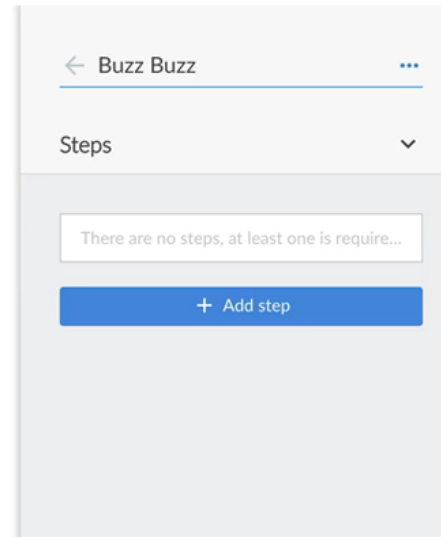 Buzz Buzz
Steps
There are no steps, at least one is require...
+ Add step